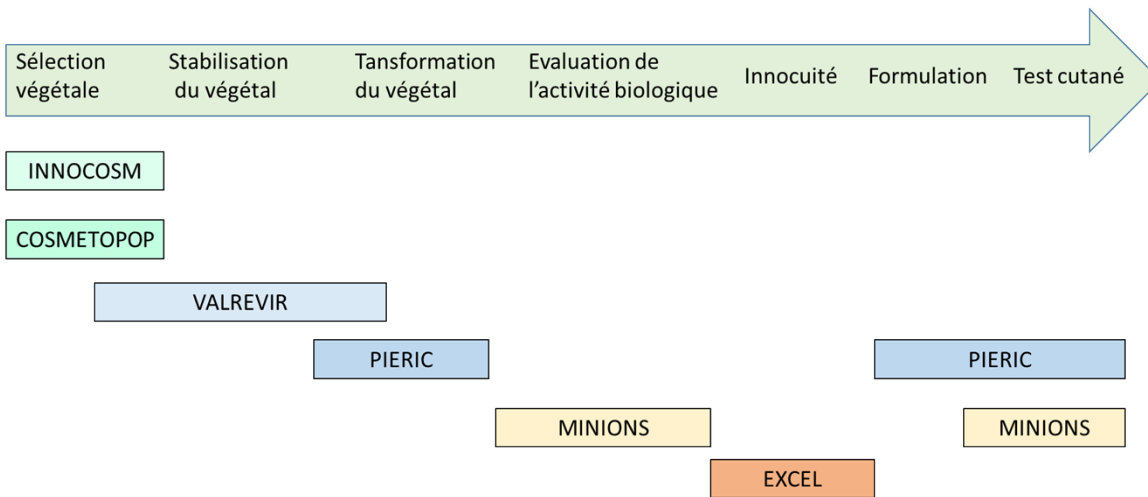 Sélection
végétale
Stabilisation
du végétal
Tansformation
du végétal
Evaluation de
l’activité biologique
Innocuité
Formulation
Test cutané
INNOCOSM
COSMETOPOP
VALREVIR
PIERIC
PIERIC
MINIONS
MINIONS
EXCEL